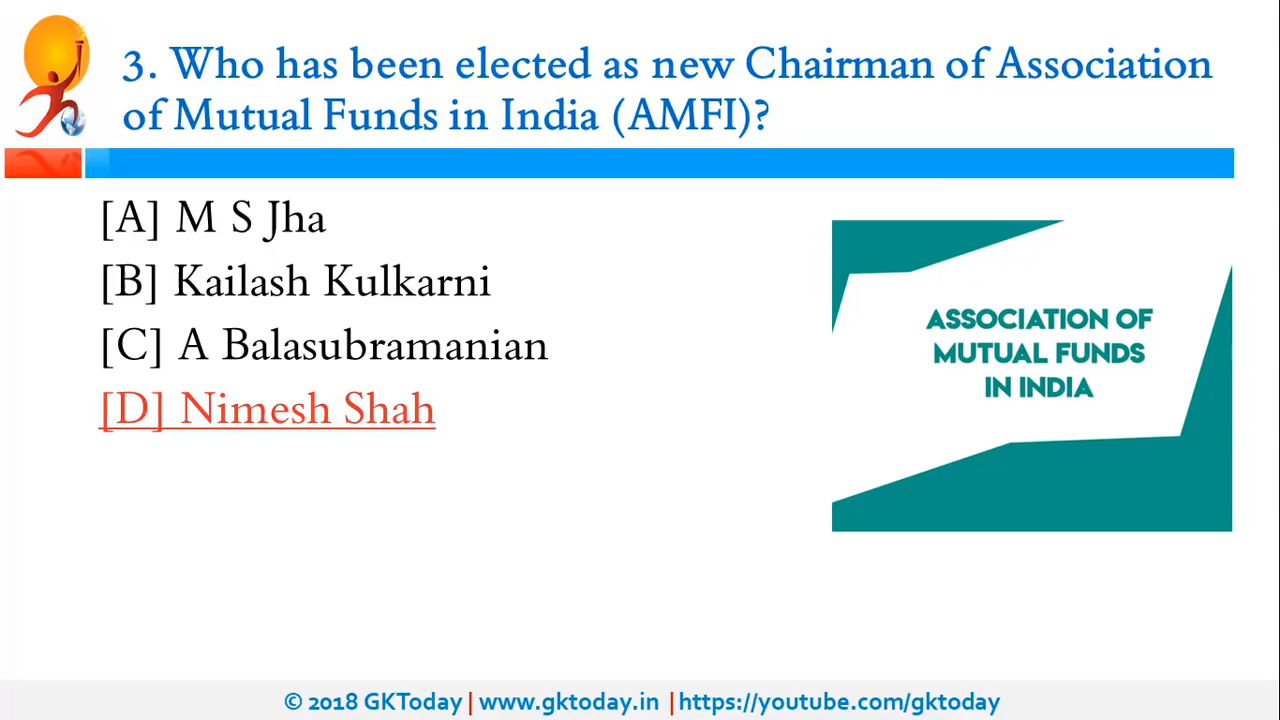 3. Who has been elected as new Chairman of Association
of Mutual Funds in India (AMFI)?
[A] M S Jha
[B] Kailash Kulkarni
[C] A Balasubramanian
[D] Nimesh Shah
ASSOCIATION OF
MUTUAL FUNDS
IN INDIA
© 2018 GKToday | www.gktoday.in | https://youtube.com/gktoday